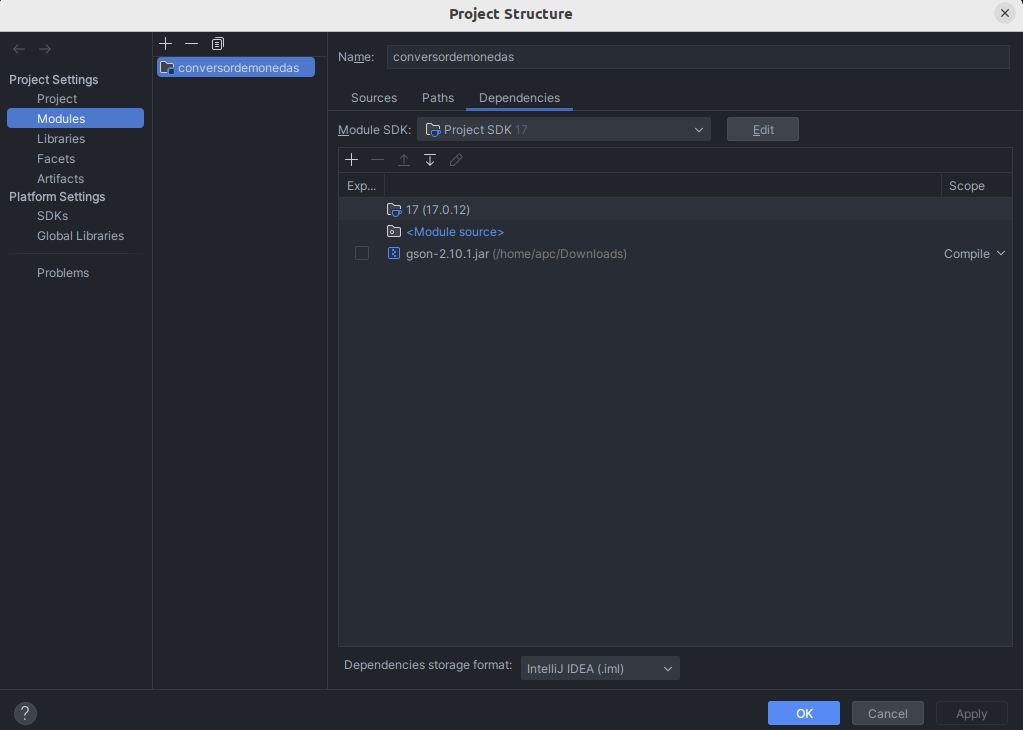 Project Structure
Project Settings
Project
Modules
Libraries
Facets
Artifacts
Platform Settings
SDKs
Global Libraries
Problems
conversordemonedas
Name: conversordemonedas
Sources Paths Dependencies
Module SDK: Project SDK 17 Edit
Exp... Scope
17 (17.0.12)
<Module source>
gson-2.10.1.jar (/home/apc/Downloads) Compile
Dependencies storage format: IntelliJ IDEA (.iml)
? OK Cancel Apply